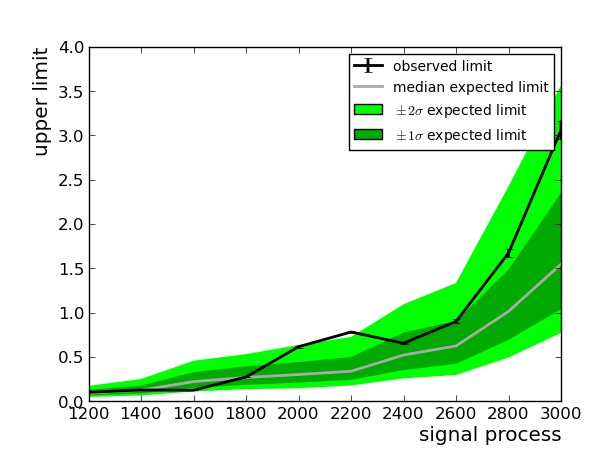 4.0
3.5
3.0
2.5
2.0
1.5
1.0
0.5
0.0
upper limit
observed limit
median expected limit
±2σ expected limit
±1σ expected limit
1200 1400 1600 1800 2000 2200 2400 2600 2800 3000
signal process